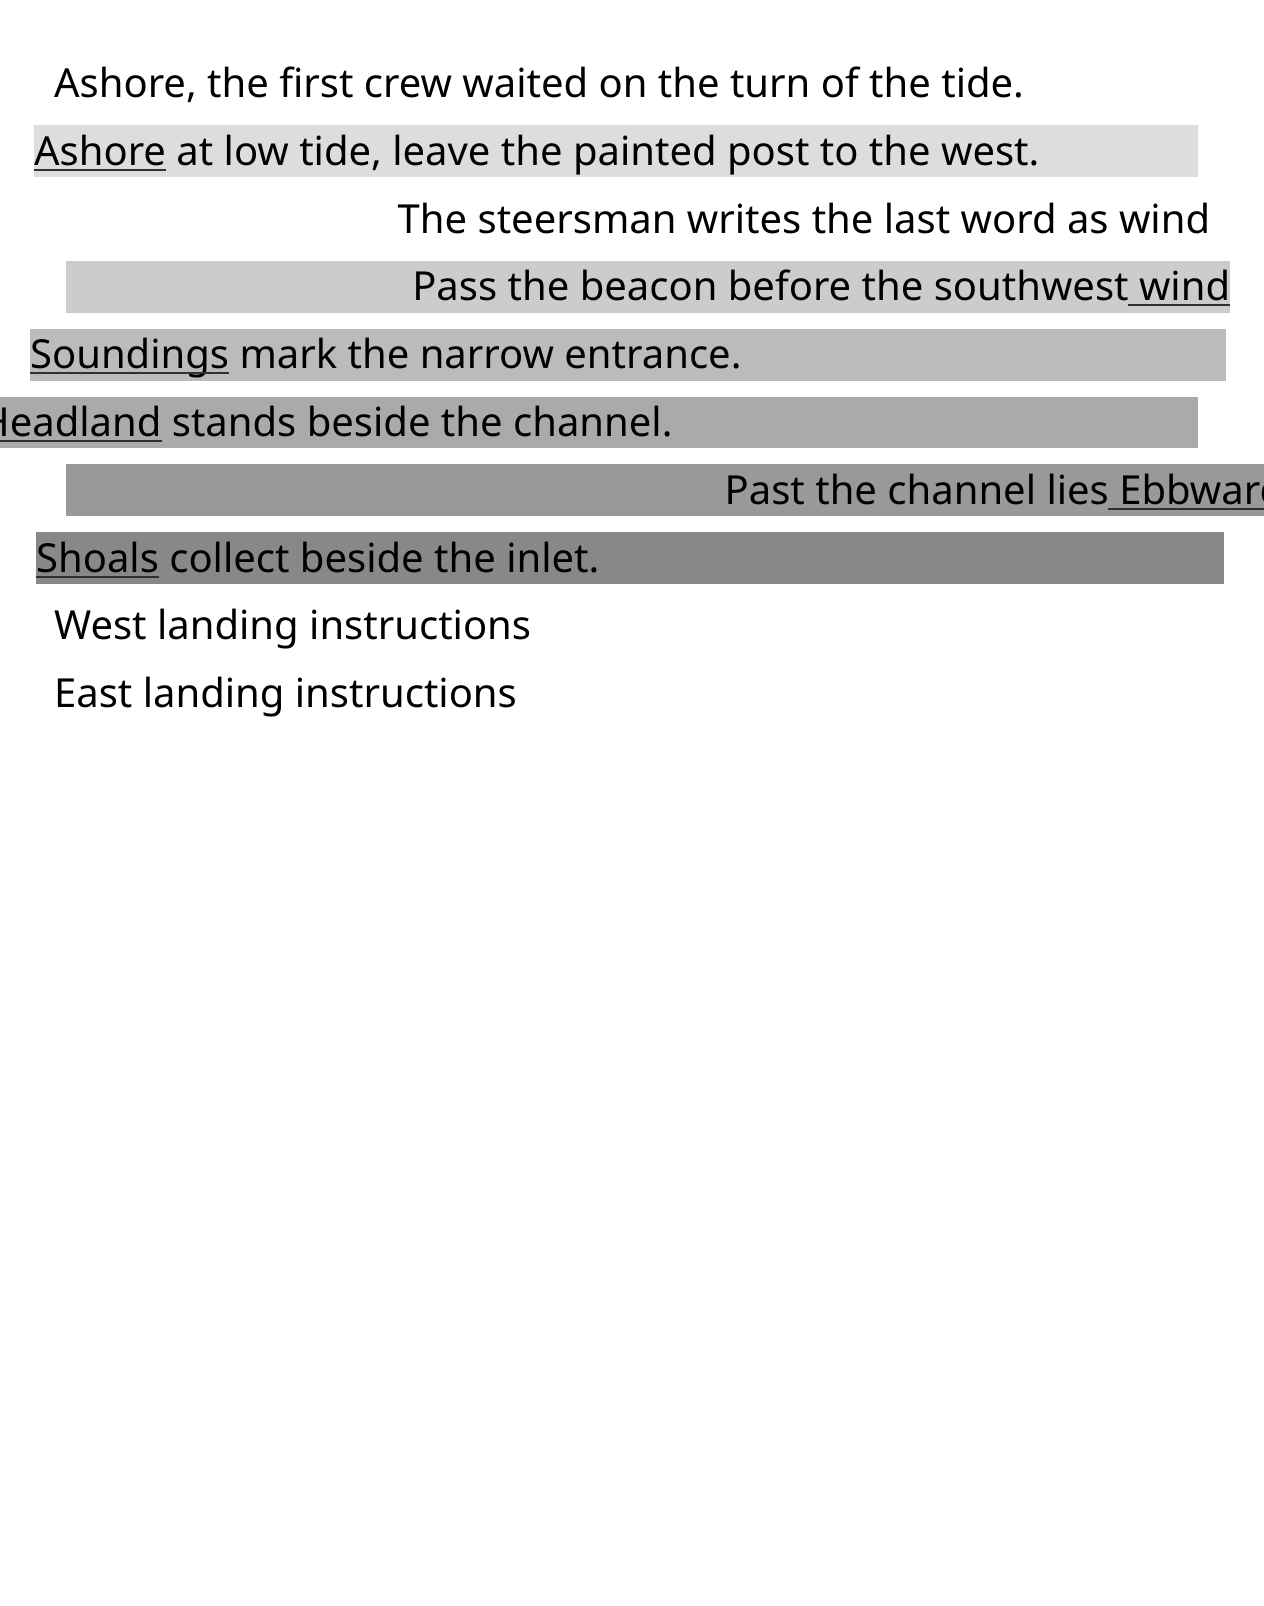 Ashore, the first crew waited on the turn of the tide.
Ashore at low tide, leave the painted post to the west.
The steersman writes the last word as wind
Pass the beacon before the southwest wind
Soundings mark the narrow entrance.
stands beside the channel.
Past the channel lies
Shoals collect beside the inlet.
West landing instructions
East landing instructions